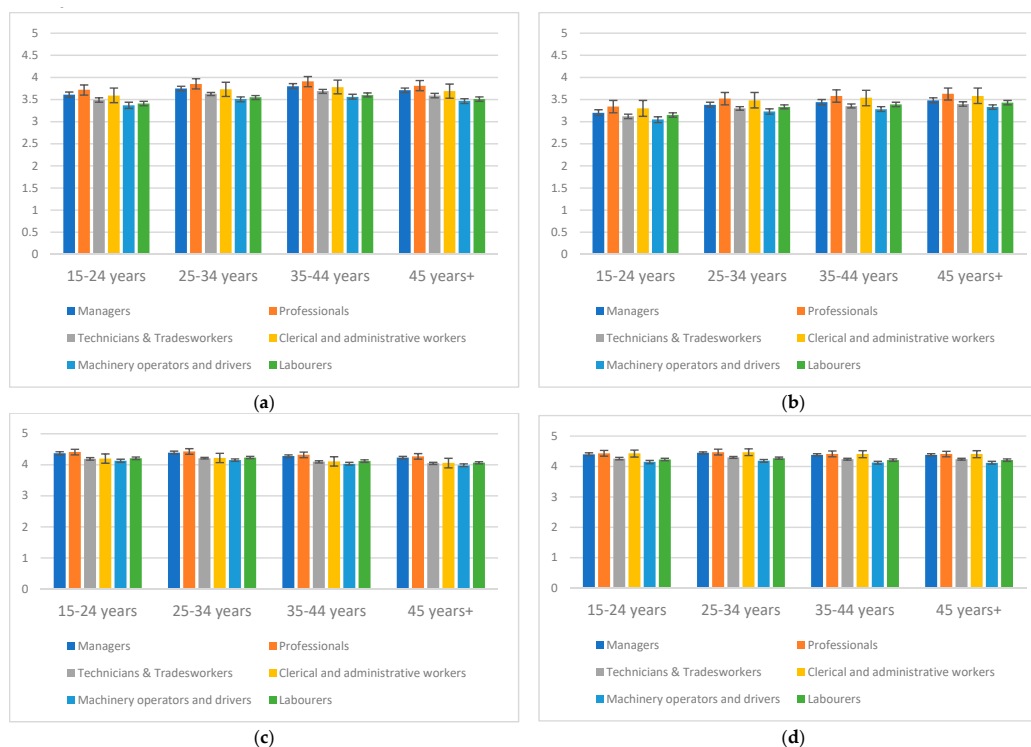 5
4.5
4
3.5
3
2.5
2
1.5
1
0.5
0
15-24 years 25-34 years 35-44 years 45 years+
Managers Professionals
Technicians & Tradesworkers Clerical and administrative workers
Machinery operators and drivers Labourers
(a)
5
4.5
4
3.5
3
2.5
2
1.5
1
0.5
0
15-24 years 25-34 years 35-44 years 45 years+
Managers Professionals
Technicians & Tradesworkers Clerical and administrative workers
Machinery operators and drivers Labourers
(b)
5
4
3
2
1
0
15-24 years 25-34 years 35-44 years 45 years+
Managers Professionals
Technicians & Tradesworkers Clerical and administrative workers
Machinery operators and drivers Labourers
(c)
5
4
3
2
1
0
15-24 years 25-34 years 35-44 years 45 years+
Managers Professionals
Technicians & Tradesworkers Clerical and administrative workers
Machinery operators and drivers Labourers
(d)